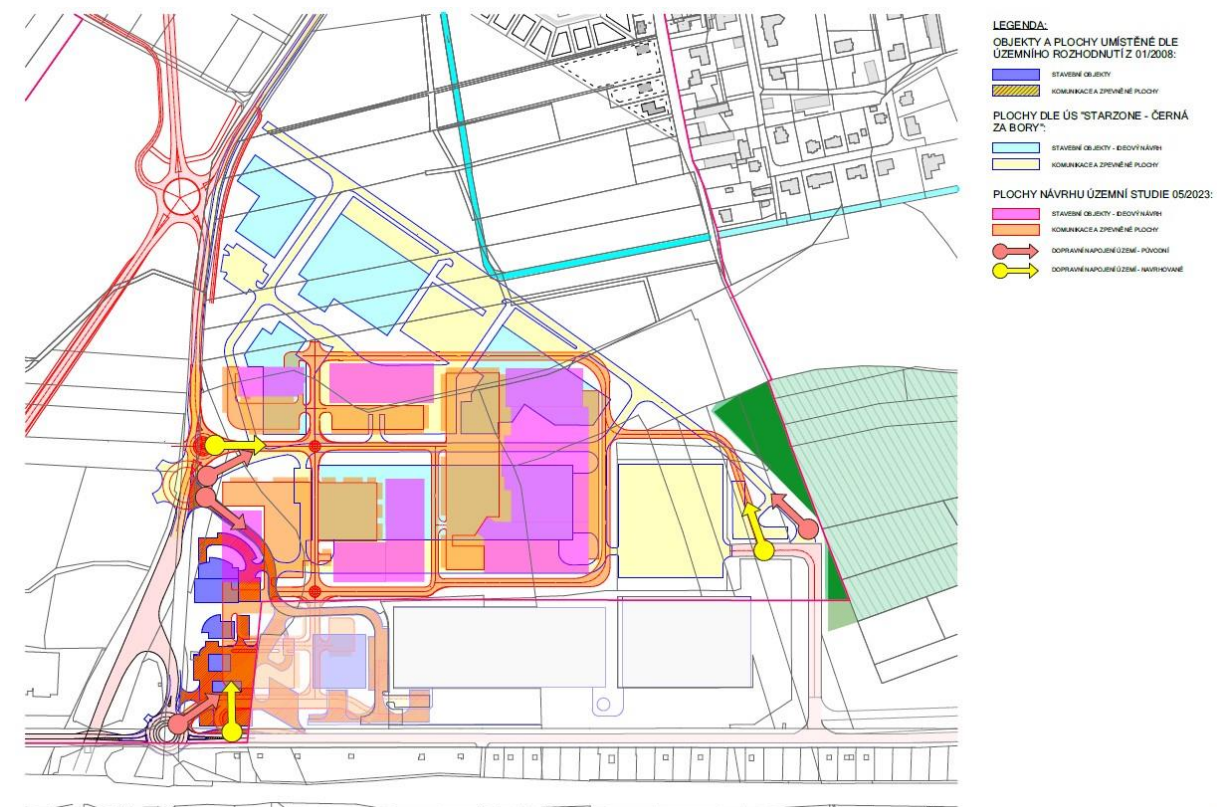 LEGENDA:
OBJEKTY A PLOCHY UMÍSTĚNÉ DLE
ÚZEMNÍHO ROZHODNUTÍ Z 01/2008:
STAVEBNÍ OBJEKTY
KOMUNIKACE A ZPEVNĚNÉ PLOCHY
PLOCHY DLE ÚS "STARZONE - ČERNÁ
ZA BORY":
STAVEBNÍ OBJEKTY - IDEOVÝ NÁVRH
KOMUNIKACE A ZPEVNĚNÉ PLOCHY
PLOCHY NÁVRHU ÚZEMNÍ STUDIE 05/2023:
STAVEBNÍ OBJEKTY - IDEOVÝ NÁVRH
KOMUNIKACE A ZPEVNĚNÉ PLOCHY
DOPRAVNÍ NAPOJENÍ ÚZEMÍ - PŮVODNÍ
DOPRAVNÍ NAPOJENÍ ÚZEMÍ - NAVRHOVANÉ